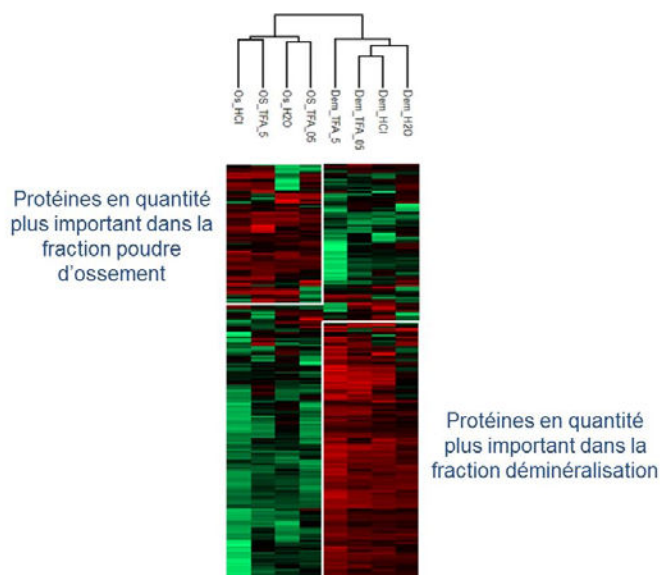 Os_HCl
OS_TFA_5
Os_H2O
OS_TFA_05
Dem_TFA_5
Dem_TFA_05
Dem_HCl
Dem_H2O
Protéines en quantité
plus important dans la
fraction poudre
d'ossement
Protéines en quantité
plus important dans la
fraction déminéralisation